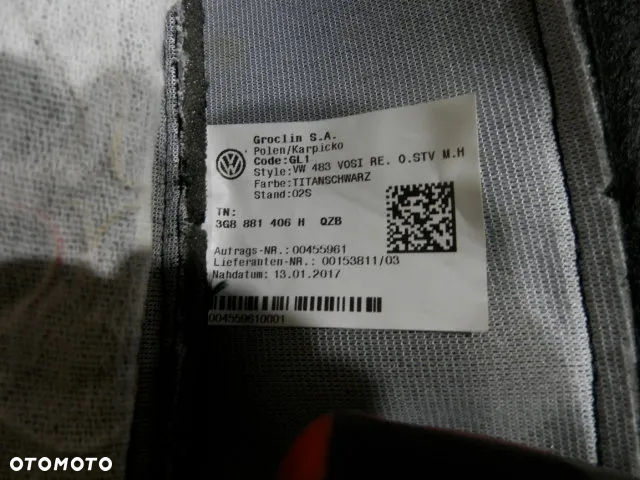 Groclin S.A.
Polen/Karpicko
Code:GL1
Style:VW 483 VOSI RE. O.STV M.H
Farbe:TITANSCHWARZ
Stand:02S
TN:
3G8 881 406 H QZB
Auftrags-NR.:00455961
Lieferanten-NR.: 00153811/03
Nahdatum: 13.01.2017
004559610001
OTOMOTO